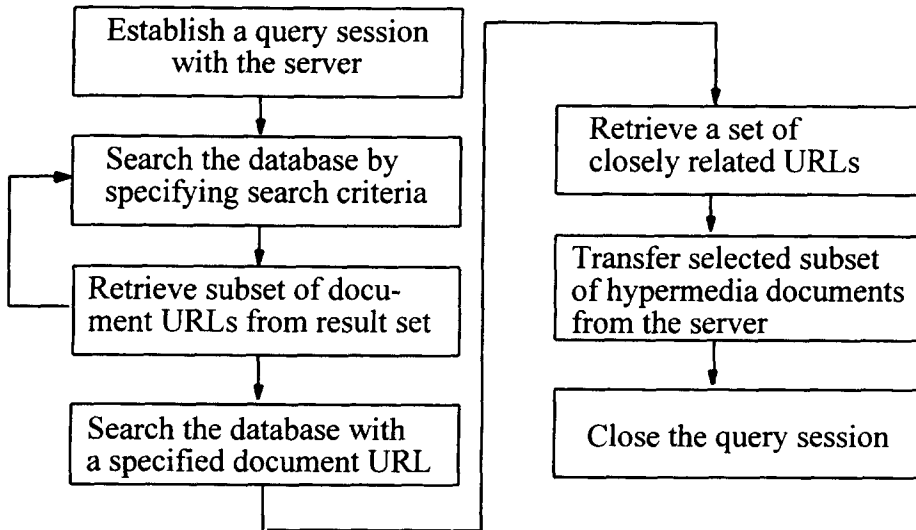 Establish a query session
with the server
Search the database by
specifying search criteria
Retrieve subset of docu-
ment URLs from result set
Search the database with
a specified document URL
Retrieve a set of
closely related URLs
Transfer selected subset
of hypermedia documents
from the server
Close the query session